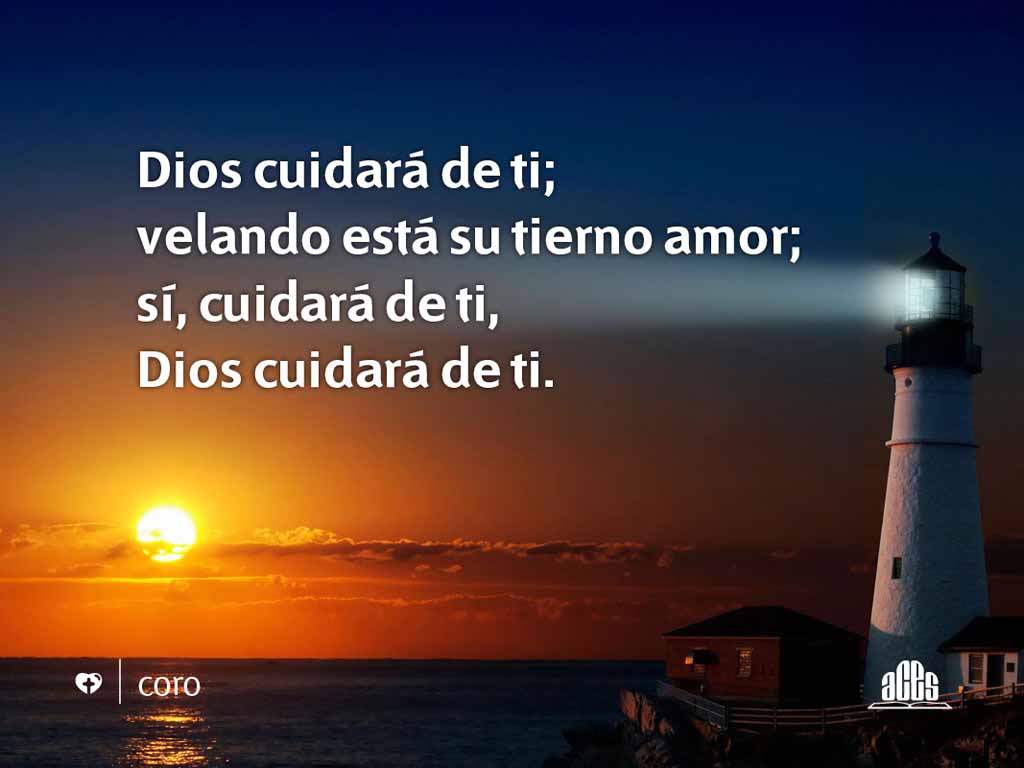 Dios cuidará de ti;
velando está su tierno amor;
sí, cuidará de ti,
Dios cuidará de ti.
coro
aces